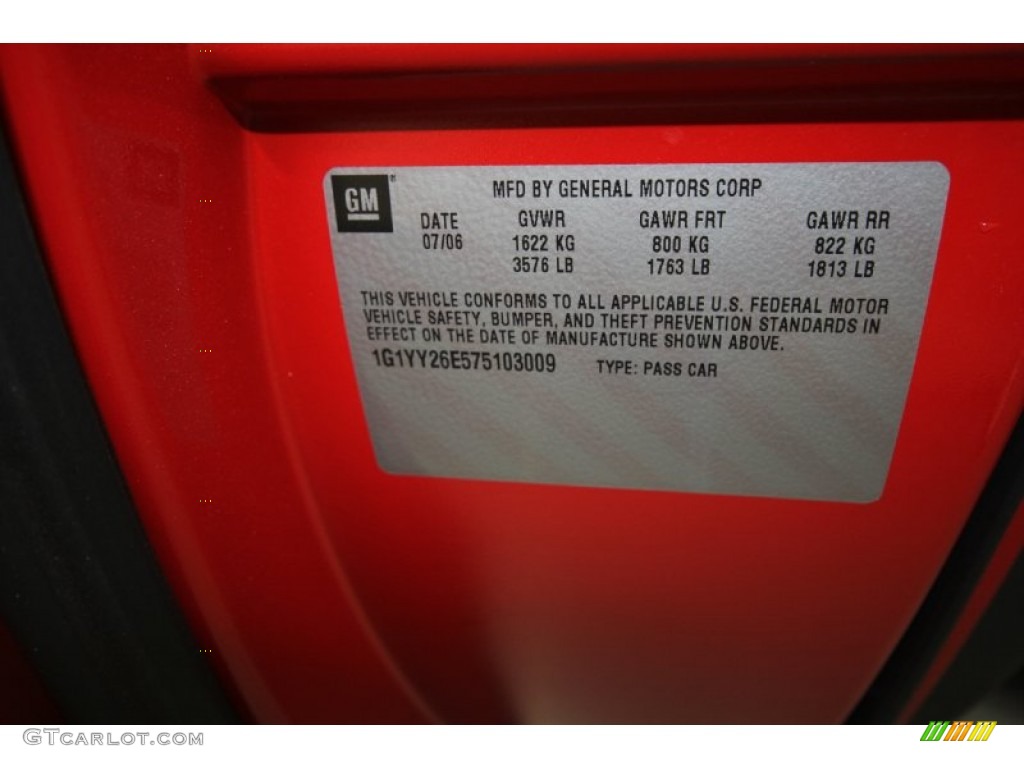 GM®
MFD BY GENERAL MOTORS CORP
DATE GVWR GAWR FRT GAWR RR
07/06 1622 KG 800 KG 822 KG
3576 LB 1763 LB 1813 LB
THIS VEHICLE CONFORMS TO ALL APPLICABLE U.S. FEDERAL MOTOR
VEHICLE SAFETY, BUMPER, AND THEFT PREVENTION STANDARDS IN
EFFECT ON THE DATE OF MANUFACTURE SHOWN ABOVE.
1G1YY26E575103009 TYPE: PASS CAR
GTCARLOT.COM